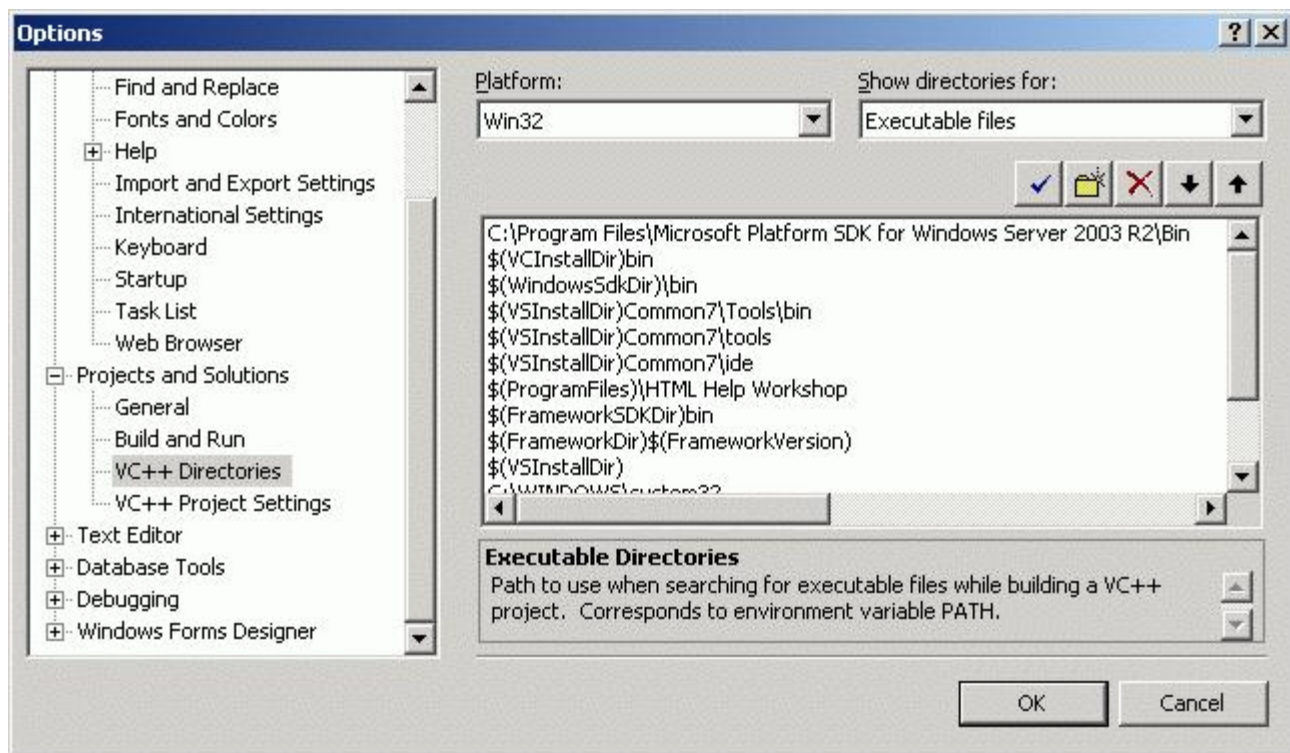 Options
Find and Replace
Fonts and Colors
Help
Import and Export Settings
International Settings
Keyboard
Startup
Task List
Web Browser
Projects and Solutions
General
Build and Run
VC++ Directories
VC++ Project Settings
Text Editor
Database Tools
Debugging
Windows Forms Designer
Platform:
Win32
Show directories for:
Executable files
C:\Program Files\Microsoft Platform SDK for Windows Server 2003 R2\Bin
$(VCInstallDir)bin
$(WindowsSdkDir)\bin
$(VSInstallDir)Common7\Tools\bin
$(VSInstallDir)Common7\tools
$(VSInstallDir)Common7\ide
$(ProgramFiles)\HTML Help Workshop
$(FrameworkSDKDir)bin
$(FrameworkDir)$(FrameworkVersion)
$(VSInstallDir)
Executable Directories
Path to use when searching for executable files while building a VC++
project.  Corresponds to environment variable PATH.
OK
Cancel